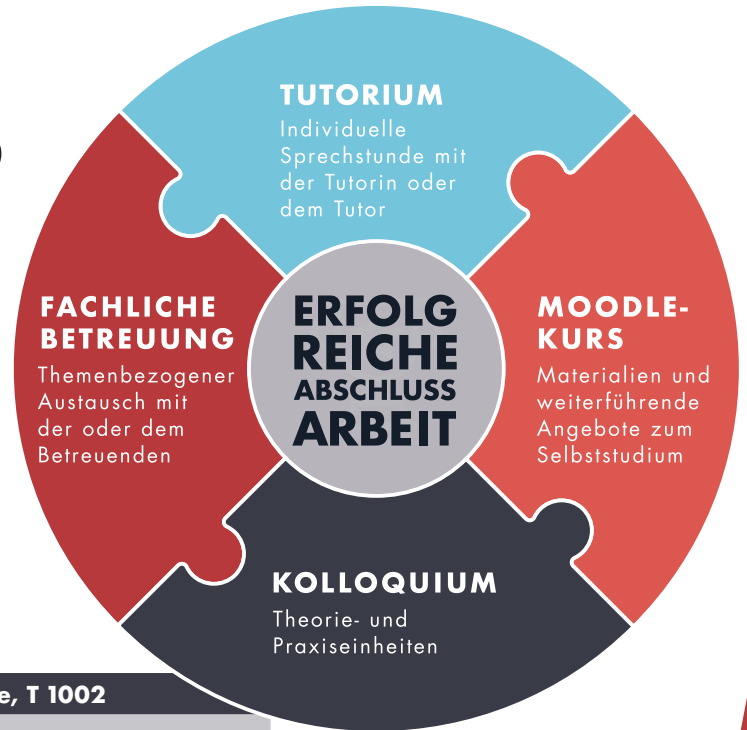 TUTORIUM
Individuelle
Sprechstunde mit
der Tutorin oder
dem Tutor
FACHLICHE
BETREUUNG
Themenbezogener
Austausch mit
der oder dem
Betreuenden
ERFOLG
REICHE
ABSCHLUSS
ARBEIT
MOODLE-
KURS
Materialien und
weiterführende
Angebote zum
Selbststudium
KOLLOQUIUM
Theorie- und
Praxiseinheiten
e, T 1002